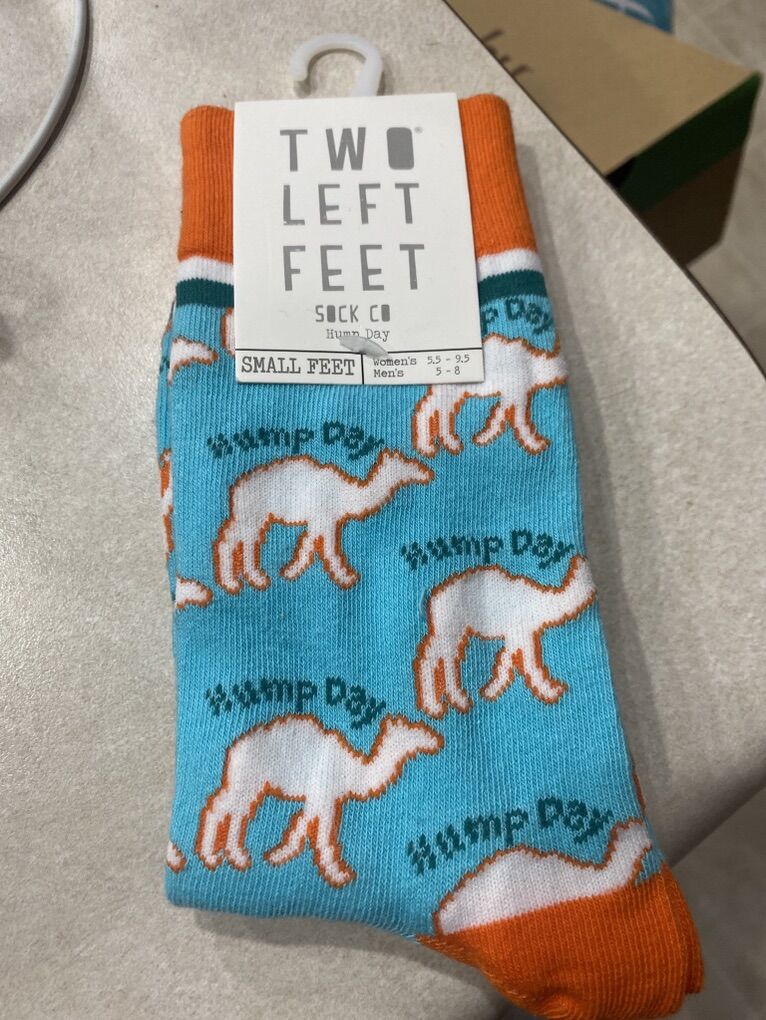 TWO®
LEFT
FEET
SOCK CO
Hump Day
SMALL FEET
Women's 5.5 - 9.5
Men's 5 - 8
p Day
Hump Day
Hump Day
Hump Day
Hump Day